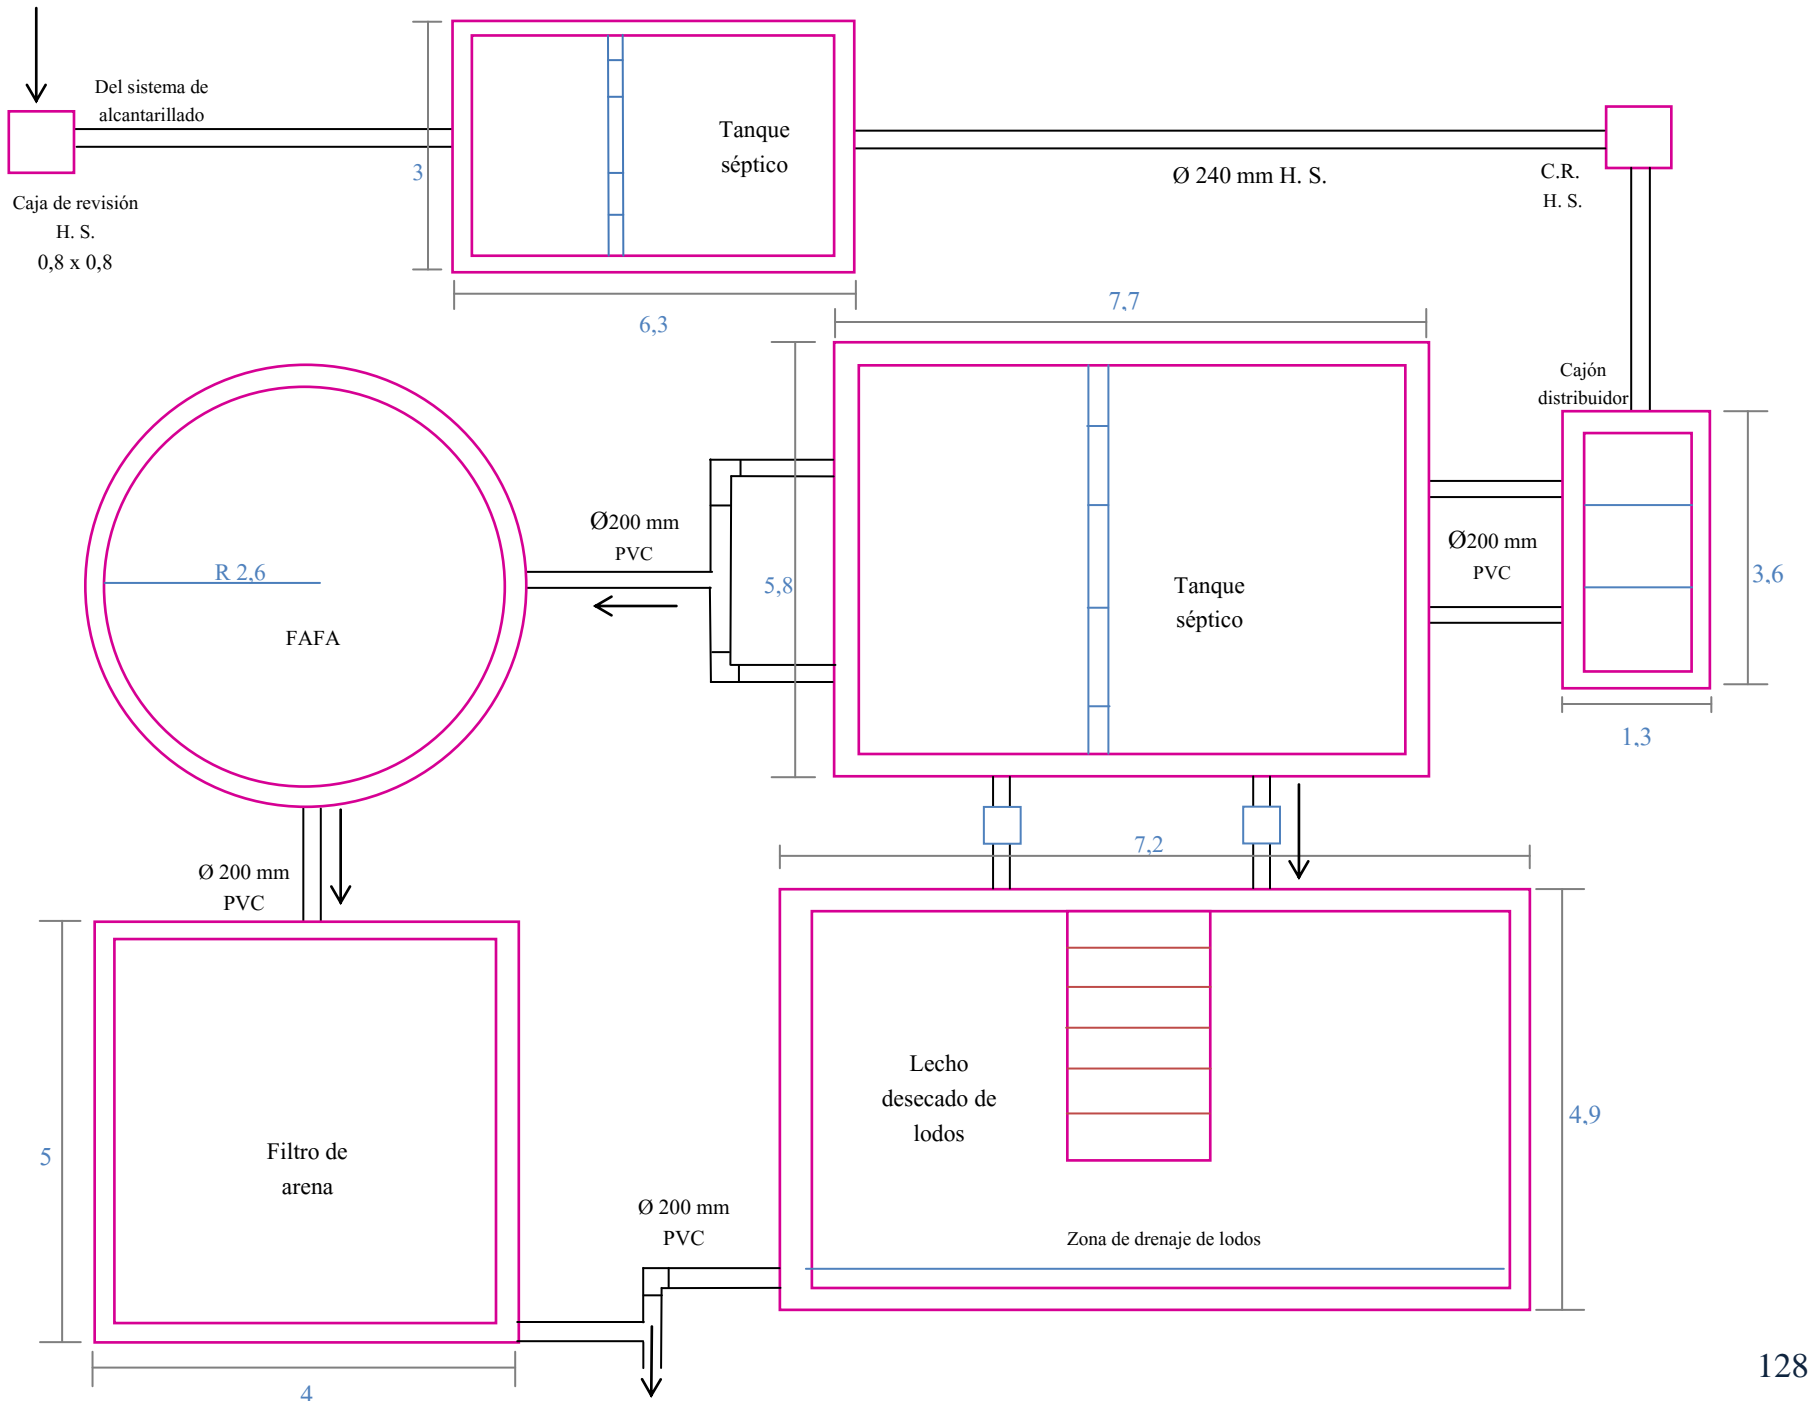 Del sistema de
alcantarillado
Caja de revisión
H. S.
0,8 x 0,8
3
Tanque
séptico
6,3
Ø 240 mm H. S.
C.R.
H. S.
7,7
Cajón
distribuidor
R 2,6
FAFA
Ø200 mm
PVC
5,8
Tanque
séptico
Ø200 mm
PVC
3,6
1,3
7,2
Ø 200 mm
PVC
5
Filtro de
arena
4
Ø 200 mm
PVC
Lecho
desecado de
lodos
4,9
Zona de drenaje de lodos
128